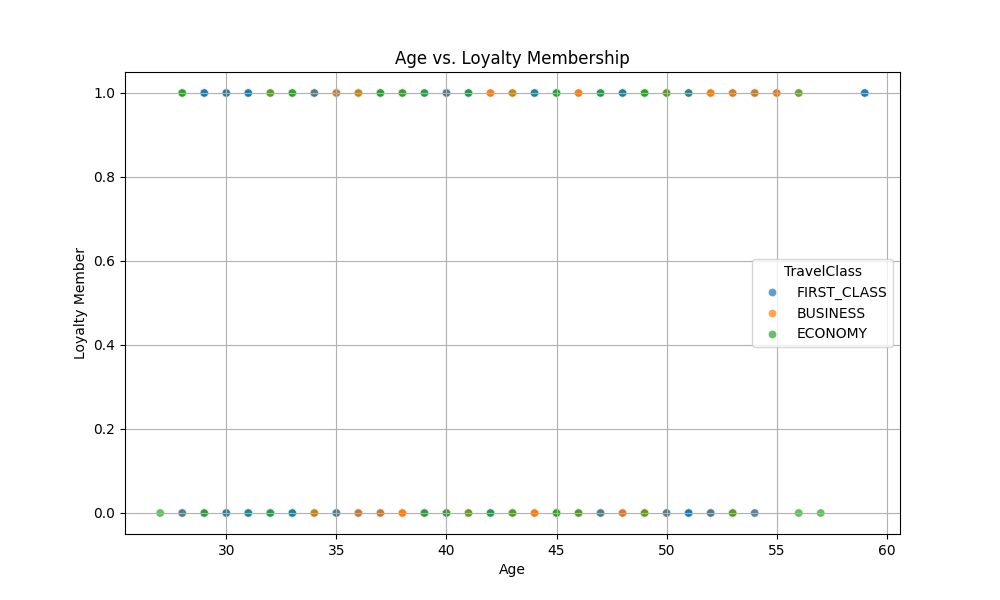 Age vs. Loyalty Membership
1.0
0.8
0.6
0.4
0.2
0.0
Loyalty Member
TravelClass
FIRST_CLASS
BUSINESS
ECONOMY
30 35 40 45 50 55 60
Age